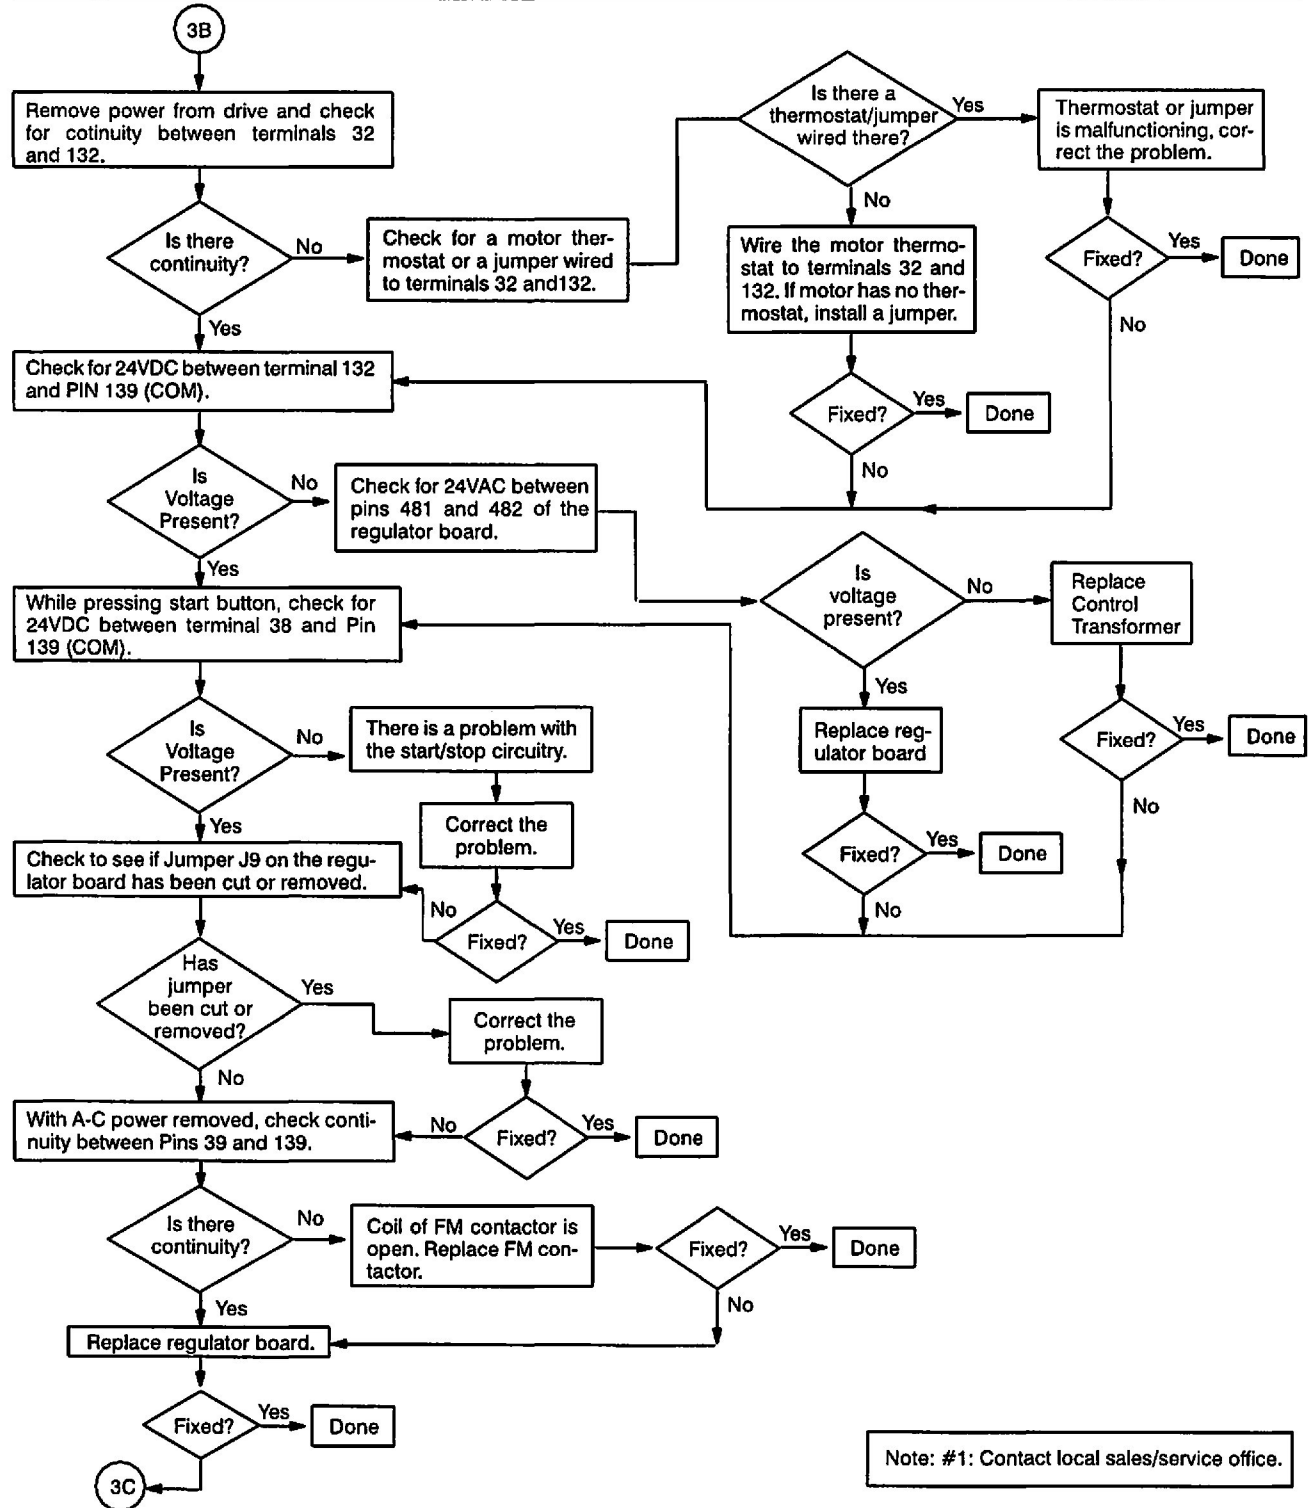 3B
Remove power from drive and check
for cotinuity between terminals 32
and 132.
Is there
continuity?
No
Check for a motor ther-
mostat or a jumper wired
to terminals 32 and132.
Is there a
thermostat/jumper
wired there?
Yes
Thermostat or jumper
is malfunctioning, cor-
rect the problem.
No
Wire the motor thermo-
stat to terminals 32 and
132. If motor has no ther-
mostat, install a jumper.
Fixed?
Yes
Done
No
Fixed?
Yes
Done
No
Yes
Check for 24VDC between terminal 132
and PIN 139 (COM).
Is
Voltage
Present?
No
Check for 24VAC between
pins 481 and 482 of the
regulator board.
Is
voltage
present?
No
Replace
Control
Transformer
Yes
Replace reg-
ulator board
Fixed?
Yes
Done
No
Fixed?
Yes
Done
No
Yes
While pressing start button, check for
24VDC between terminal 38 and Pin
139 (COM).
Is
Voltage
Present?
No
There is a problem with
the start/stop circuitry.
Correct the
problem.
Fixed?
Yes
Done
No
Yes
Check to see if Jumper J9 on the regu-
lator board has been cut or removed.
Has
jumper
been cut or
removed?
Yes
Correct the
problem.
Fixed?
Yes
Done
No
No
With A-C power removed, check conti-
nuity between Pins 39 and 139.
Is there
continuity?
No
Coil of FM contactor is
open. Replace FM con-
tactor.
Fixed?
Yes
Done
No
Yes
Replace regulator board.
Fixed?
Yes
Done
3C
Note: #1: Contact local sales/service office.